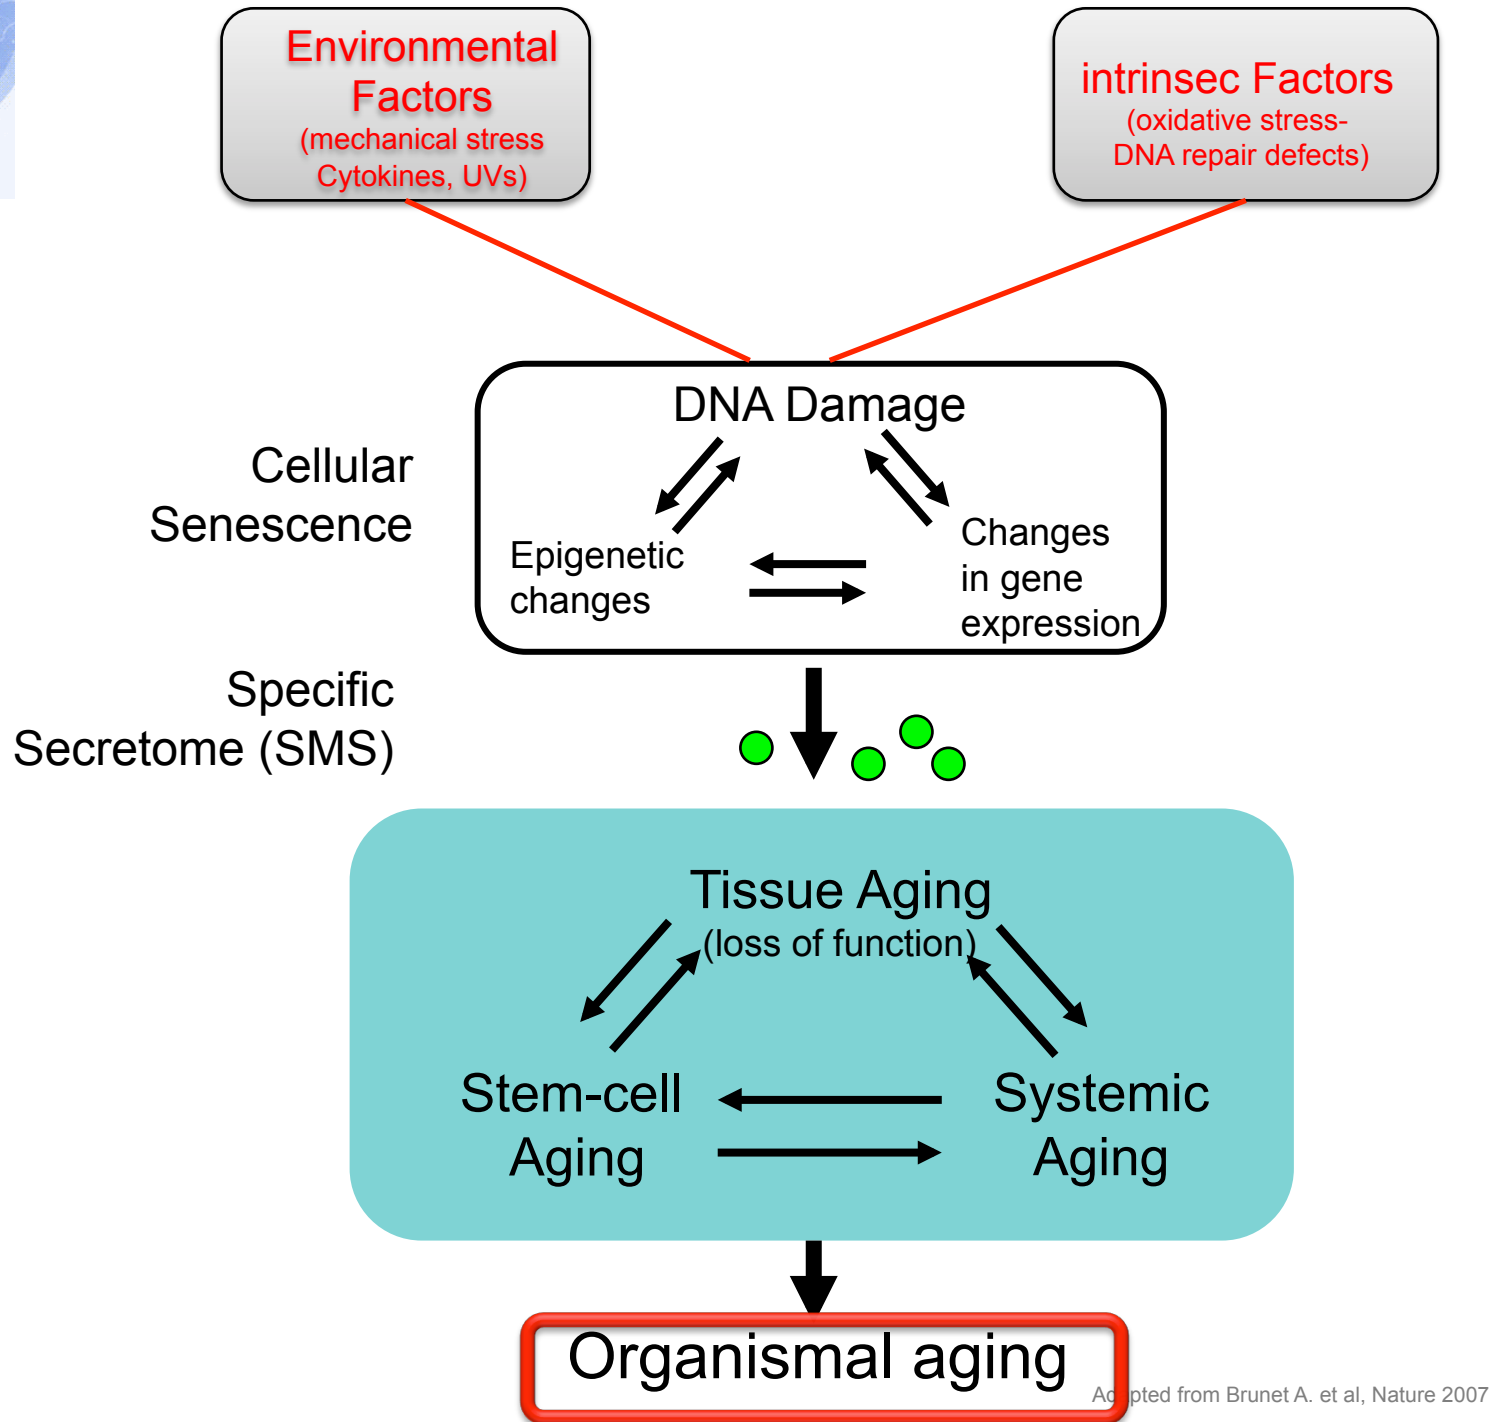 Environmental
Factors
(mechanical stress
Cytokines, UVs)
intrinsec Factors
(oxidative stress-
DNA repair defects)
DNA Damage
Cellular
Senescence
Epigenetic
changes
Changes
in gene
expression
Specific
Secretome (SMS)
Tissue Aging
(loss of function)
Stem-cell
Aging
Systemic
Aging
Organismal aging
Adapted from Brunet A. et al, Nature 2007